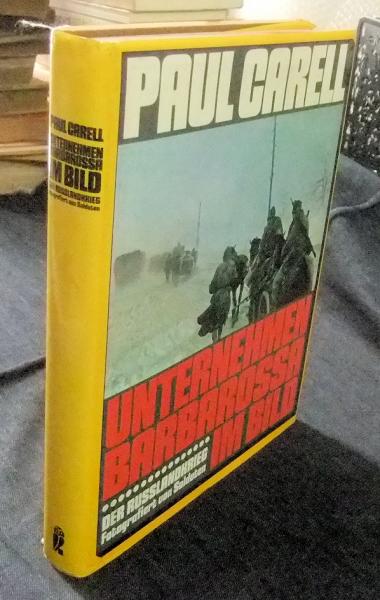 PAUL CARELL
UNTERNEHMEN
BARBAROSSA
IM BILD
DER RUSSLANDKRIEG
Fotografiert von Soldaten
PAUL CARELL
UNTERNEHMEN
BARBAROSSA
IM BILD
DER RUSSLANDKRIEG
Fotografiert von Soldaten